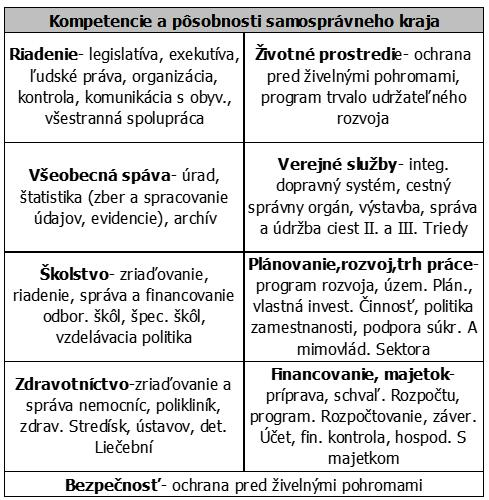 Kompetencie a pôsobnosti samosprávneho kraja
Riadenie- legislatíva, exekutíva,
ľudské práva, organizácia,
kontrola, komunikácia s obyv.,
všestranná spolupráca
Životné prostredie- ochrana
pred živelnými pohromami,
program trvalo udržateľného
rozvoja
Všeobecná spáva- úrad,
štatistika (zber a spracovanie
údajov, evidencie), archív
Verejné služby- integ.
dopravný systém, cestný
správny orgán, výstavba, správa
a údržba ciest II. a III. Triedy
Školstvo- zriaďovanie,
riadenie, správa a financovanie
odbor. škôl, špec. škôl,
vzdelávacia politika
Plánovanie,rozvoj,trh práce-
program rozvoja, územ. Plán.,
vlastná invest. Činnosť, politika
zamestnanosti, podpora súkr. A
mimovlád. Sektora
Zdravotníctvo-zriaďovanie a
správa nemocníc, polikliník,
zdrav. Stredísk, ústavov, det.
Liečební
Financovanie, majetok-
príprava, schvaľ. Rozpočtu,
program. Rozpočtovanie, záver.
Účet, fin. kontrola, hospod. S
majetkom
Bezpečnosť- ochrana pred živelnými pohromami